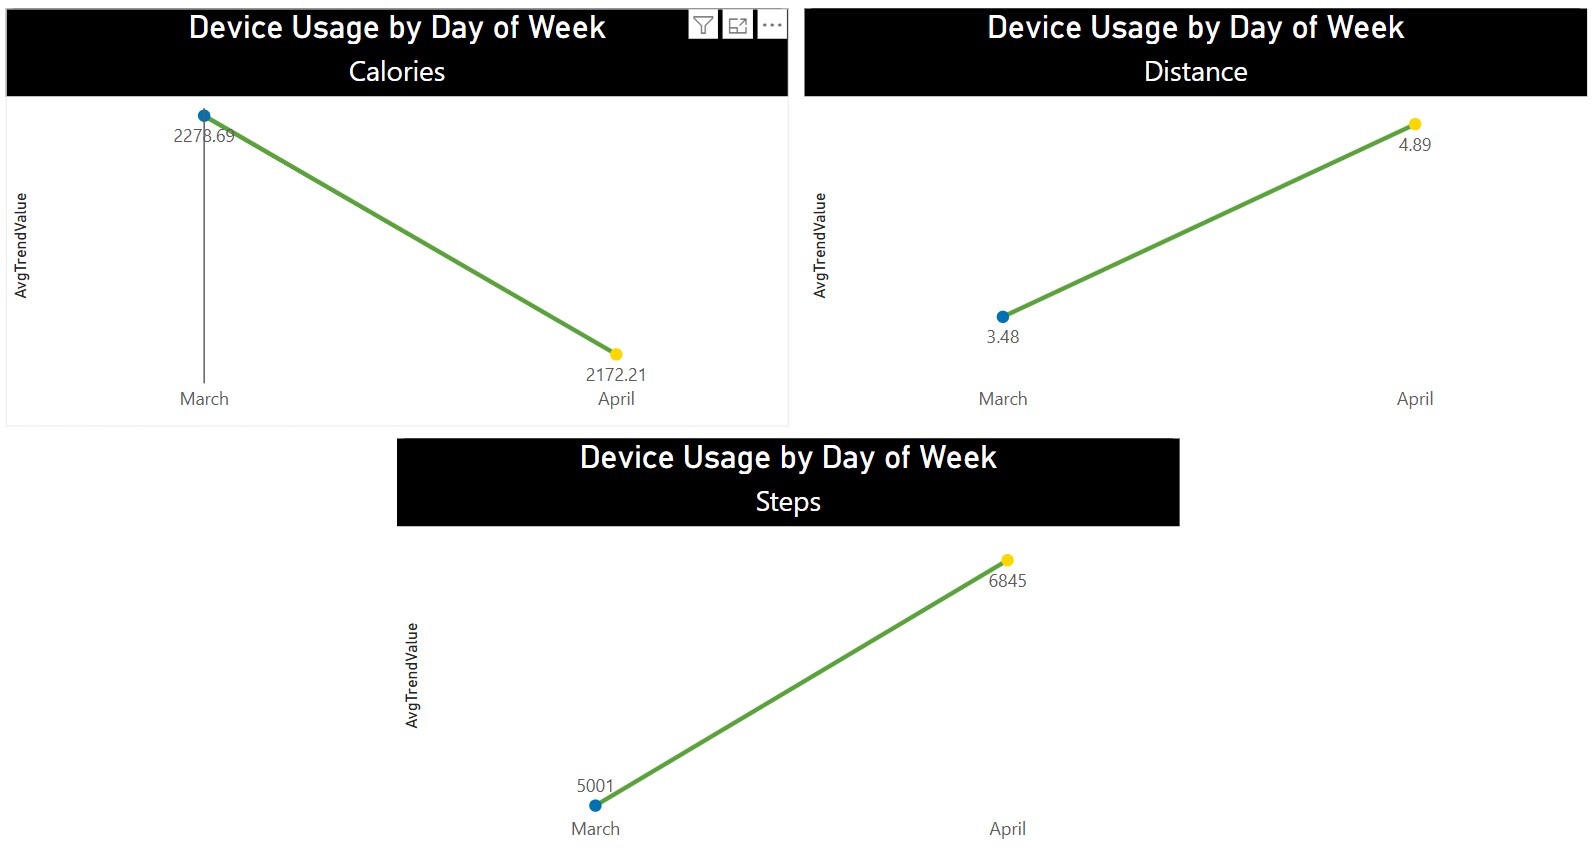 Device Usage by Day of Week
Calories
AvgTrendValue
2278.69
2172.21
March
April
Device Usage by Day of Week
Distance
AvgTrendValue
4.89
3.48
March
April
Device Usage by Day of Week
Steps
AvgTrendValue
6845
5001
March
April